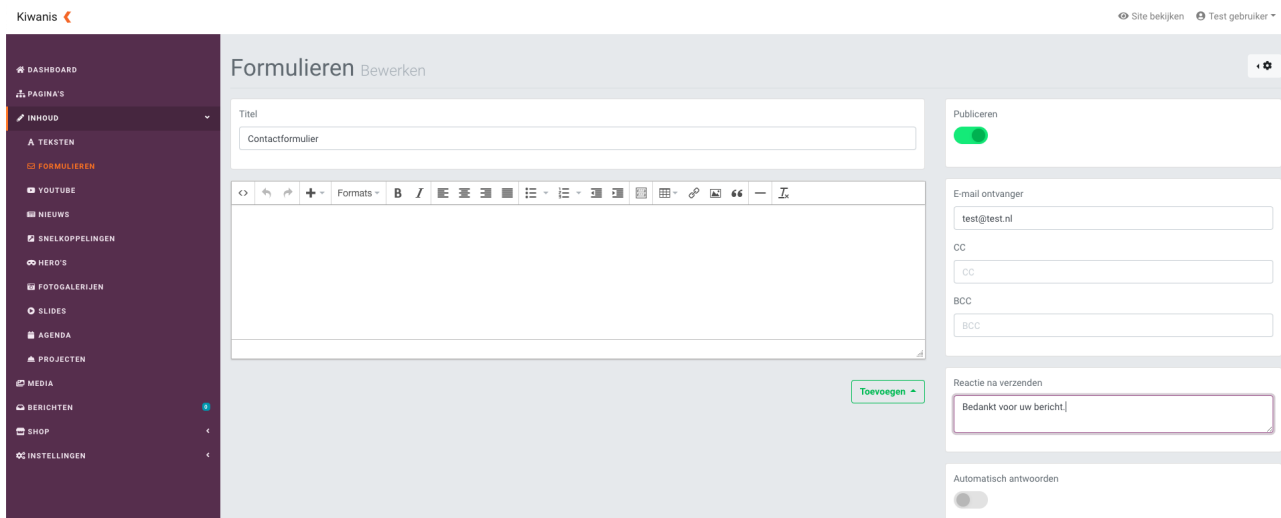 Kiwanis
Site bekijken
Test gebruiker
DASHBOARD
PAGINA'S
INHOUD
TEKSTEN
FORMULIEREN
YOUTUBE
NIEUWS
SNELKOPPELINGEN
HERO'S
FOTOGALERIJEN
SLIDES
AGENDA
PROJECTEN
MEDIA
BERICHTEN 0
SHOP
INSTELLINGEN
Formulieren Bewerken
Titel
Contactformulier
Formats
Toevoegen
Publiceren
E-mail ontvanger
test@test.nl
CC
CC
BCC
BCC
Reactie na verzenden
Bedankt voor uw bericht.
Automatisch antwoorden